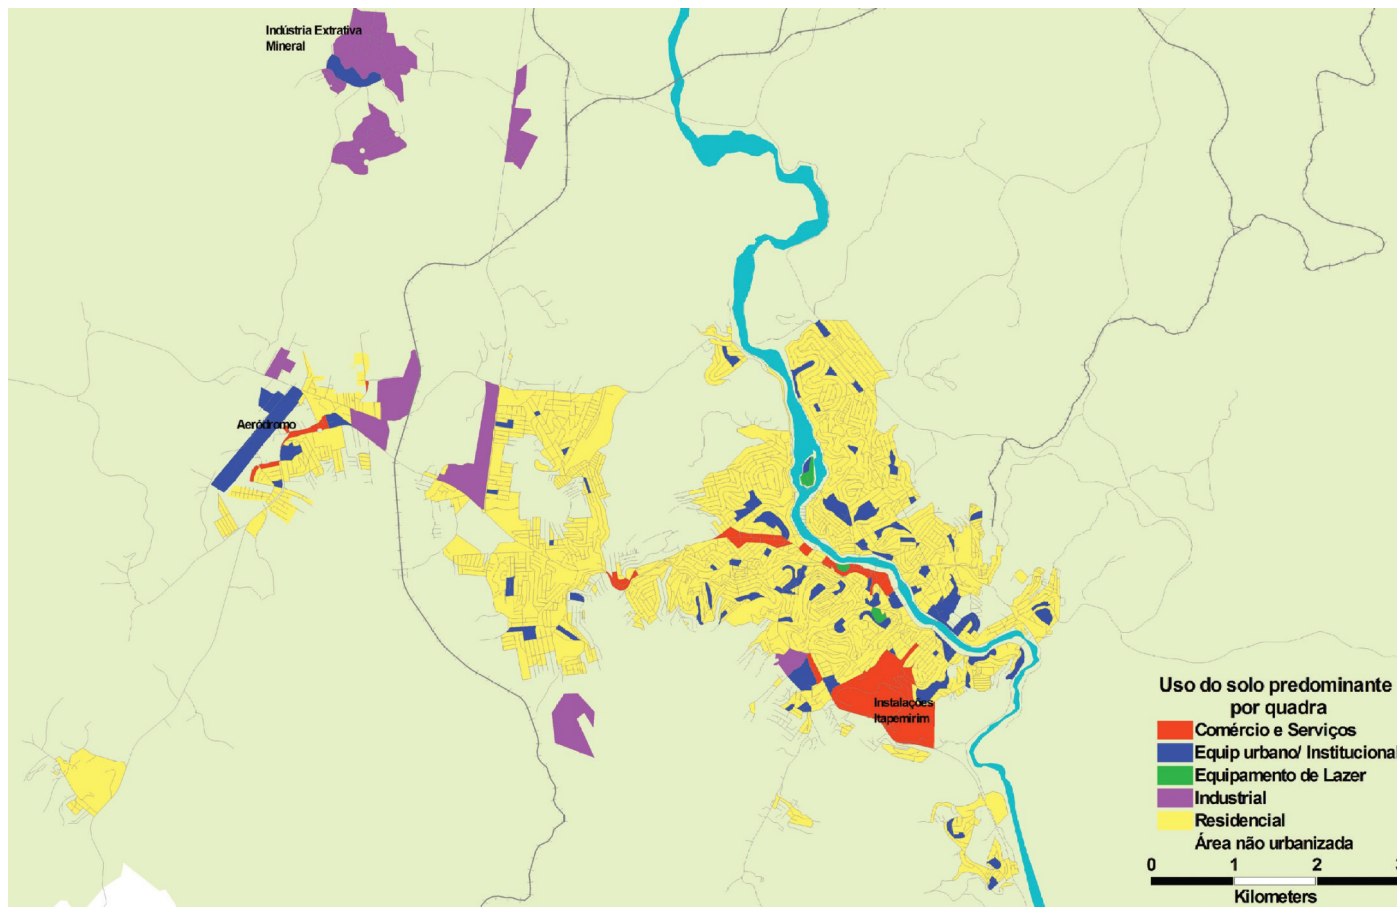 Indústria Extrativa
Mineral
Aeródromo
Instalações
Itapemirim
Uso do solo predominante
por quadra
Comércio e Serviços
Equip urbano/ Institucional
Equipamento de Lazer
Industrial
Residencial
Área não urbanizada
0 1 2 3
Kilometers